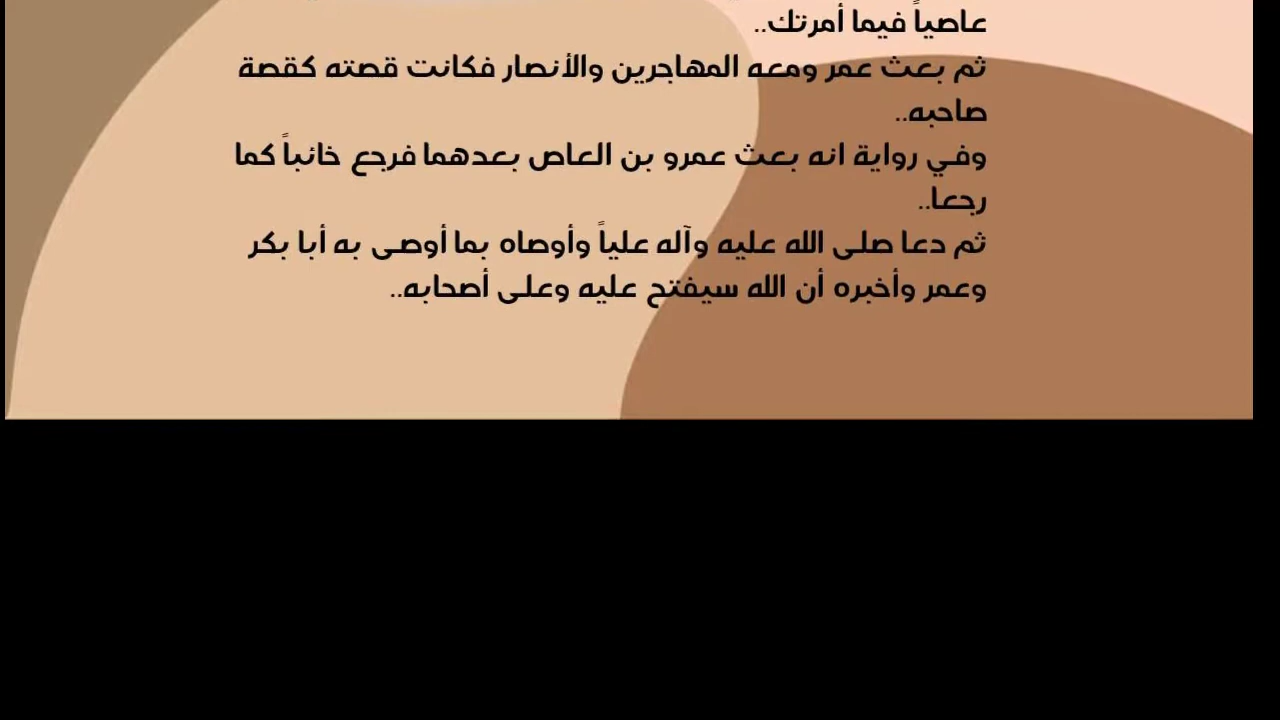 عاصياً فيما أمرتك..
ثم بعث عمر ومعه المهاجرين والأنصار فكانت قصته كقصة
صاحبه..
وفي رواية انه بعث عمرو بن العاص بعدهما فرجع خائباً كما
رجعا..
ثم دعا صلى الله عليه وآله علياً وأوصاه بما أوصى به أبا بكر
وعمر وأخبره أن الله سيفتح عليه وعلى أصحابه..